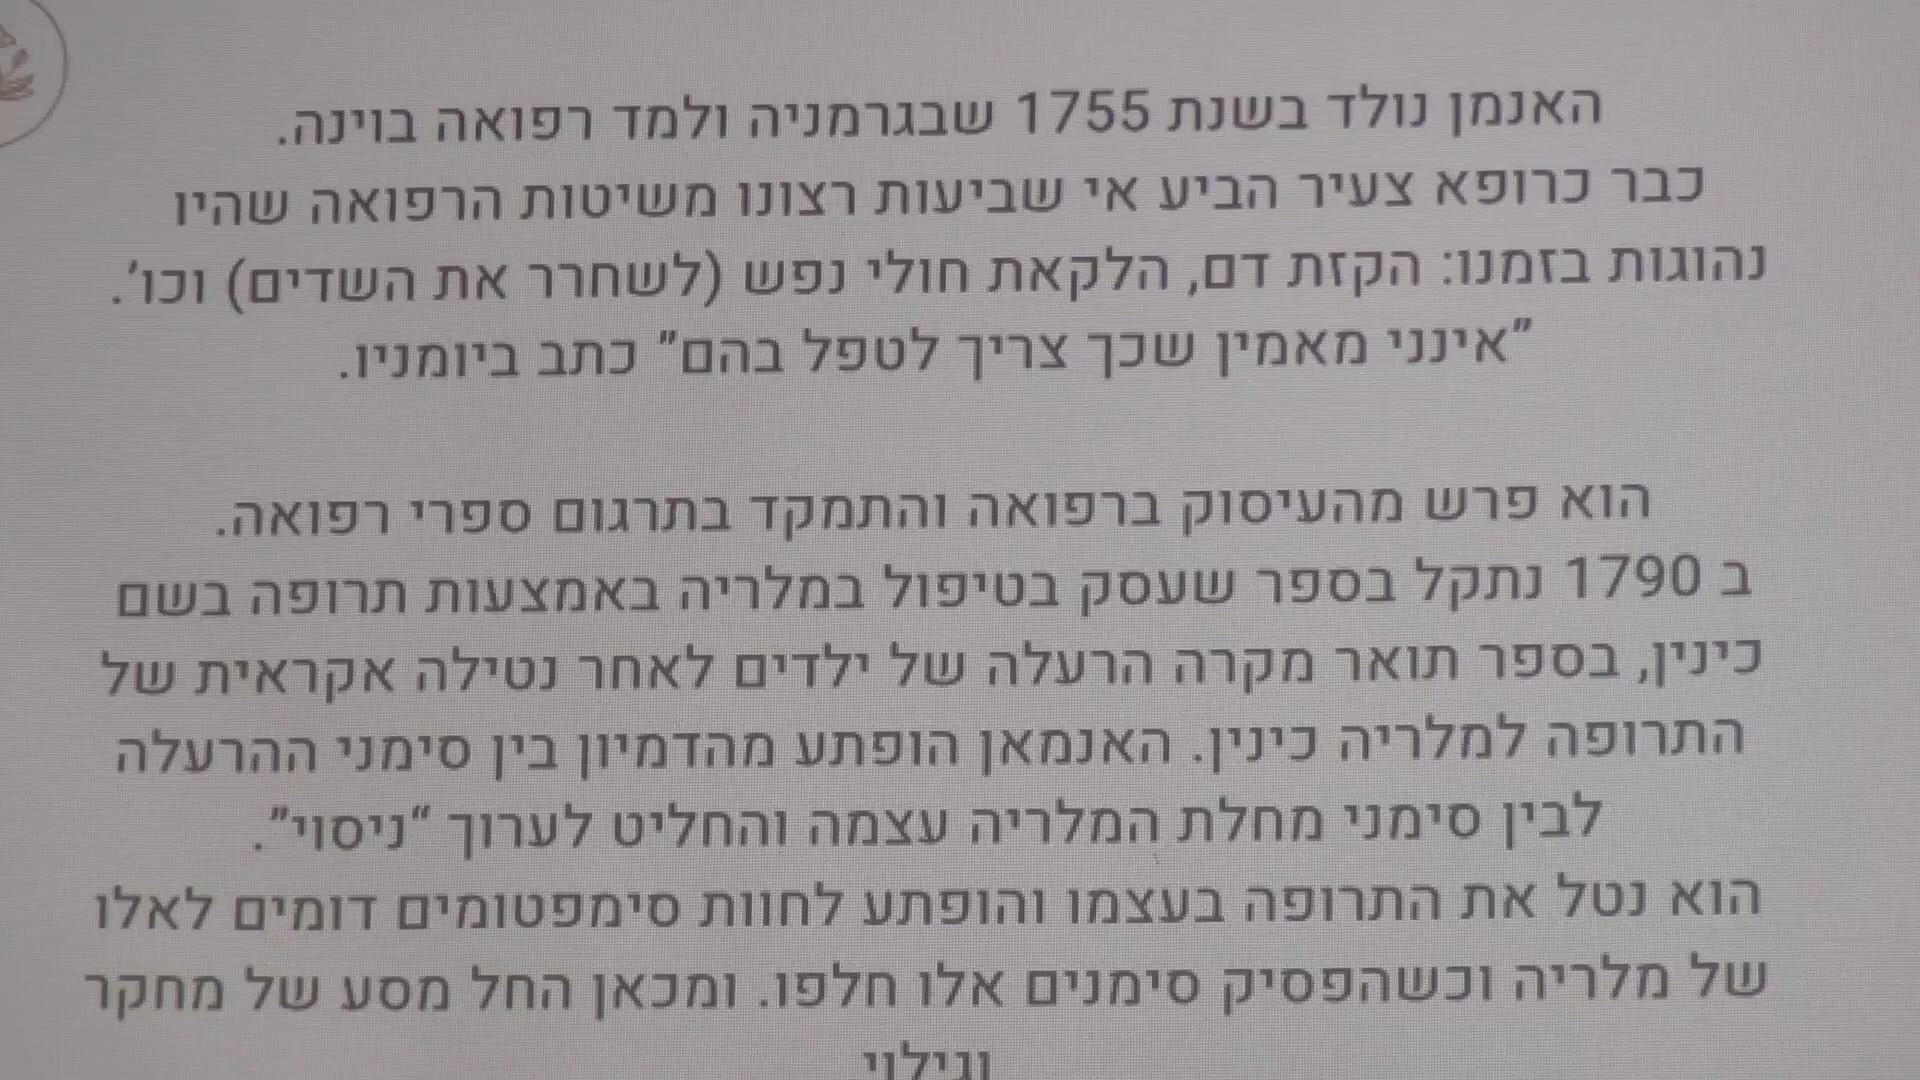 האנמן נולד בשנת 1755 שבגרמניה ולמד רפואה בוינה.
כבר כרופא צעיר הביע אי שביעות רצונו משיטות הרפואה שהיו
נהוגות בזמנו: הקזת דם, הלקאת חולי נפש (לשחרר את השדים) וכו'.
"אינני מאמין שכך צריך לטפל בהם" כתב ביומניו.
הוא פרש מהעיסוק ברפואה והתמקד בתרגום ספרי רפואה.
ב 1790 נתקל בספר שעסק בטיפול במלריה באמצעות תרופה בשם
כינין, בספר תואר מקרה הרעלה של ילדים לאחר נטילה אקראית של
התרופה למלריה כינין. האנמאן הופתע מהדמיון בין סימני ההרעלה
לבין סימני מחלת המלריה עצמה והחליט לערוך "ניסוי".
הוא נטל את התרופה בעצמו והופתע לחוות סימפטומים דומים לאלו
של מלריה וכשהפסיק סימנים אלו חלפו. ומכאן החל מסע של מחקר
וגילוי